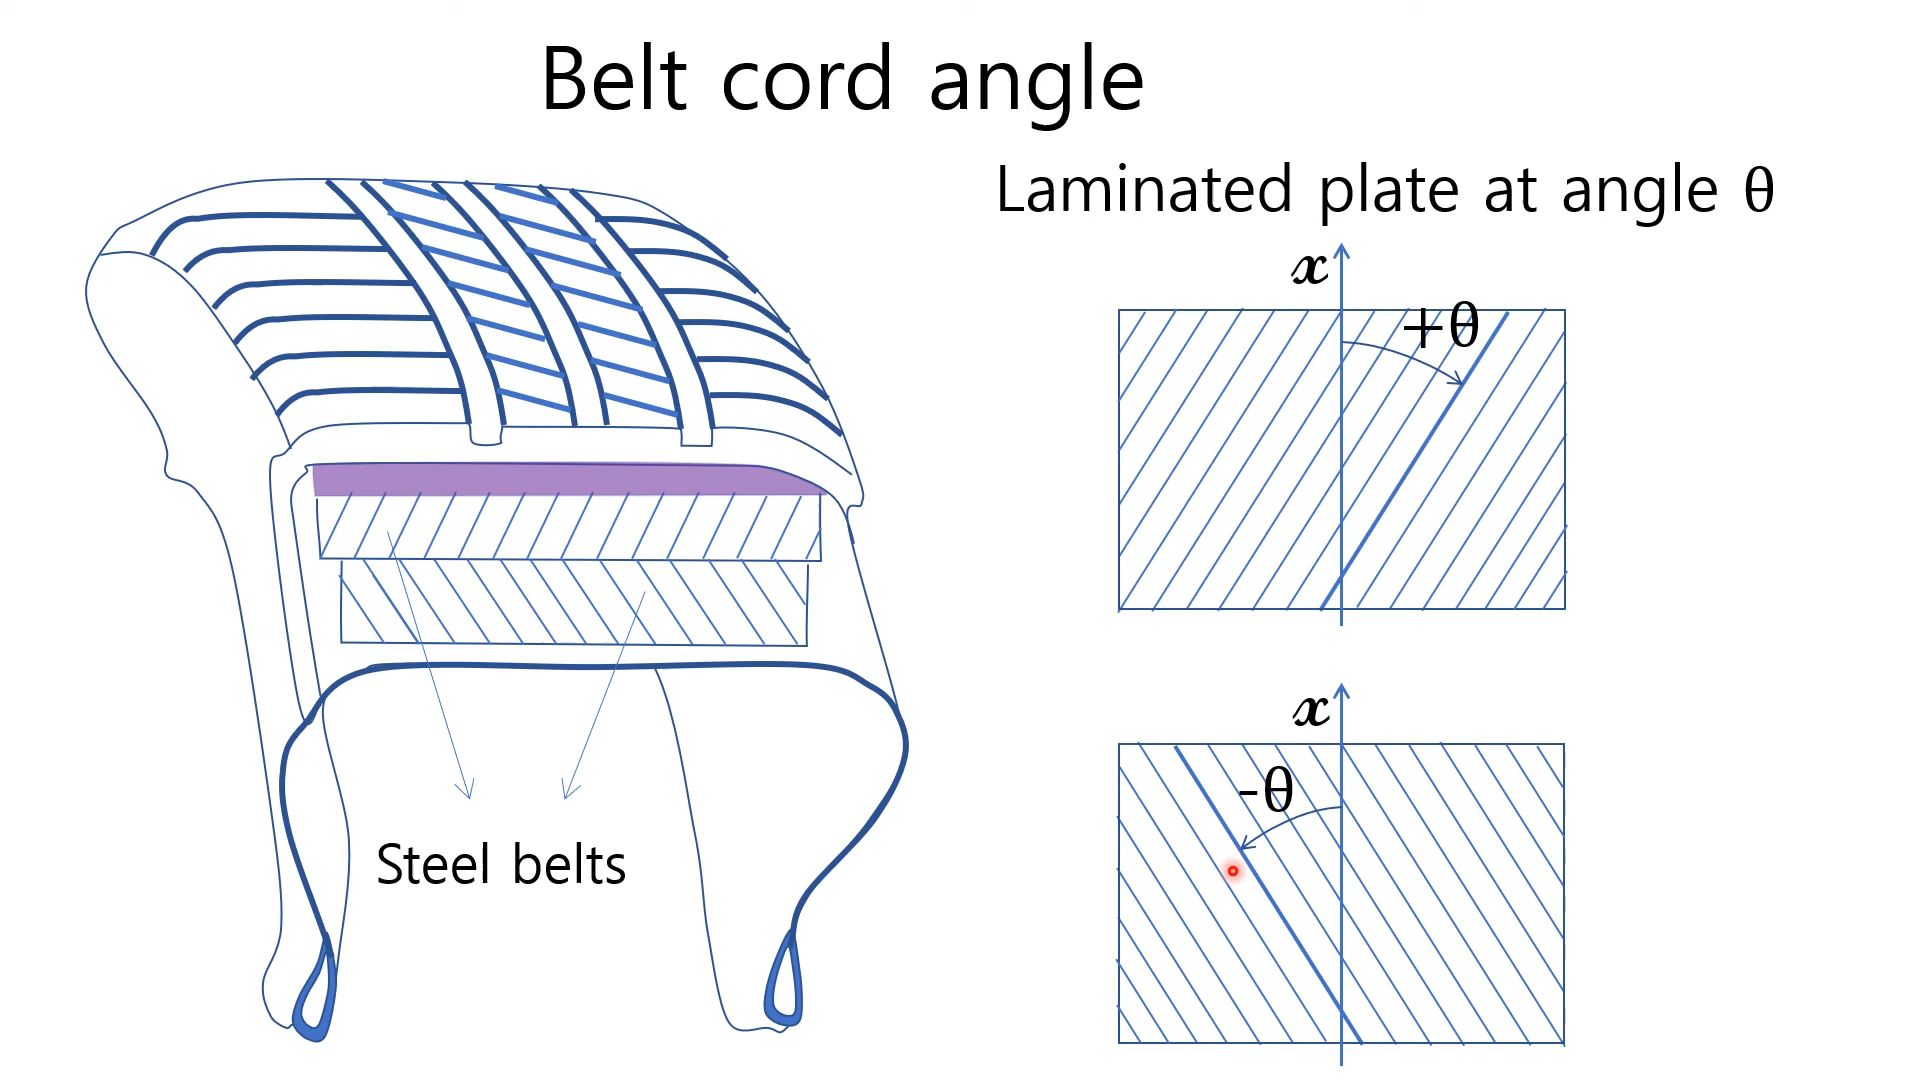 Belt cord angle
Laminated plate at angle θ
x
+θ
x
-θ
Steel belts